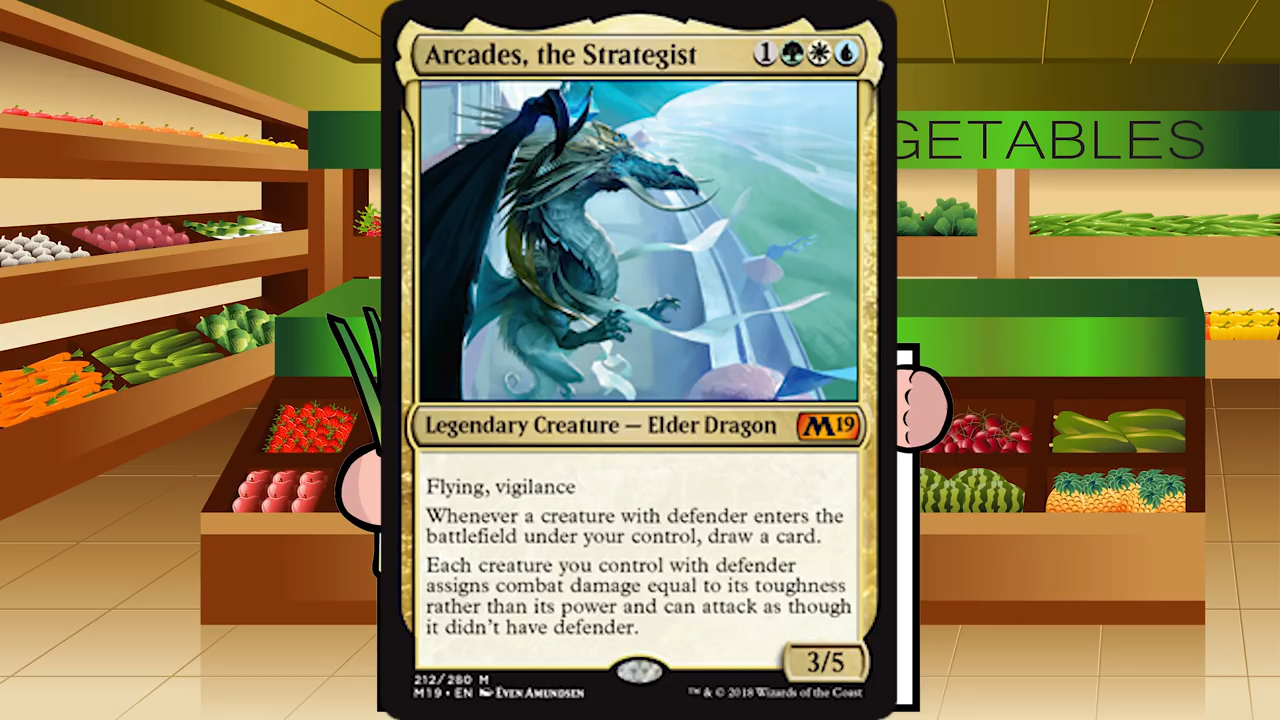 Arcades, the Strategist 1
GETABLES
Legendary Creature — Elder Dragon M19
Flying, vigilance
Whenever a creature with defender enters the
battlefield under your control, draw a card.
Each creature you control with defender
assigns combat damage equal to its toughness
rather than its power and can attack as though
it didn't have defender.
3/5
212/280 M
M19 • EN Even Amundsen
™ & © 2018 Wizards of the Coast